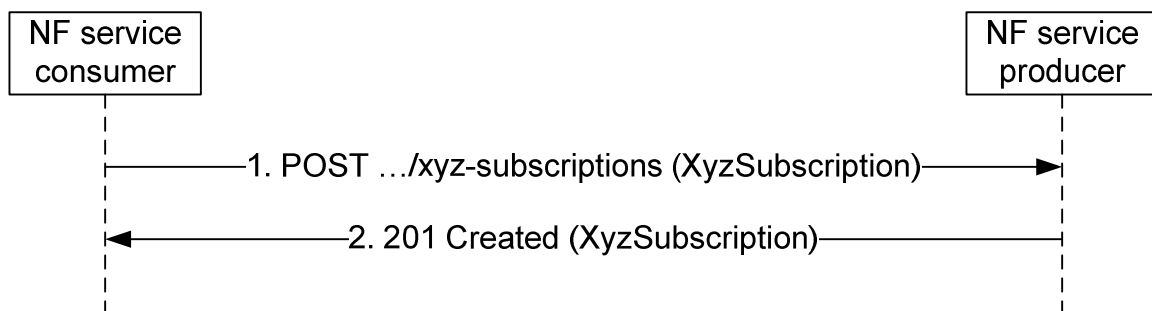 NF service
consumer
NF service
producer
1. POST …/xyz-subscriptions (XyzSubscription)
2. 201 Created (XyzSubscription)